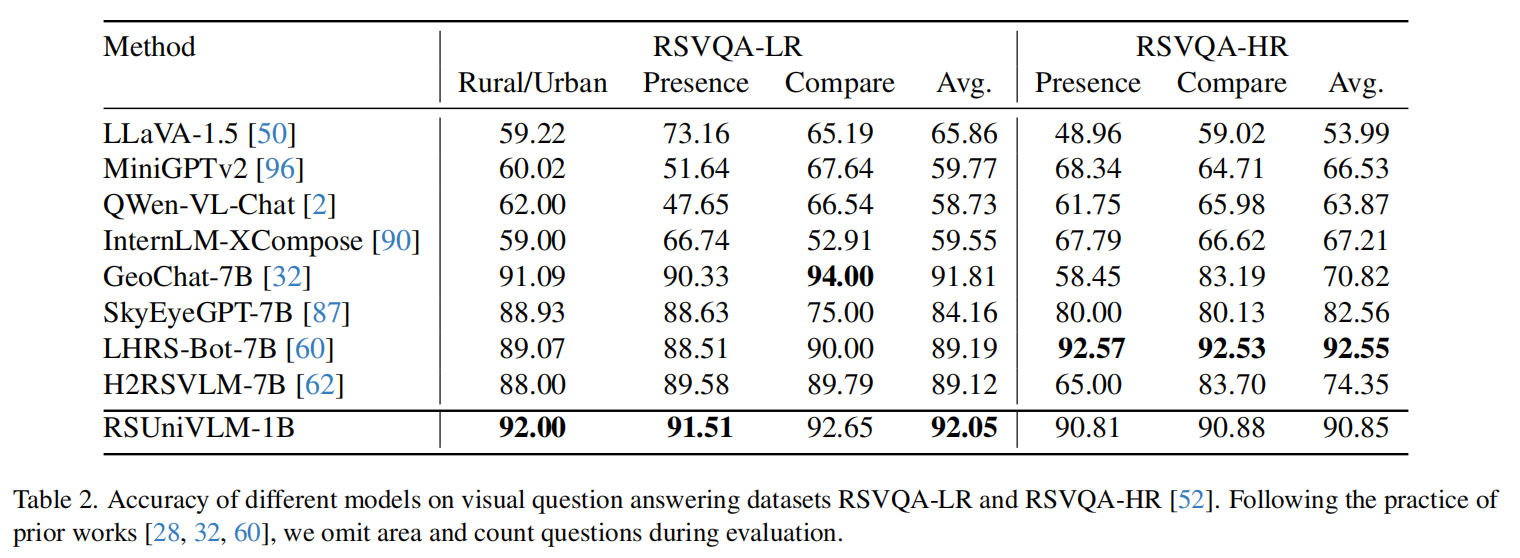 Method RSVQA-LR RSVQA-HR
Rural/Urban Presence Compare Avg. Presence Compare Avg.
LLaVA-1.5 [50] 59.22 73.16 65.19 65.86 48.96 59.02 53.99
MiniGPTv2 [96] 60.02 51.64 67.64 59.77 68.34 64.71 66.53
QWen-VL-Chat [2] 62.00 47.65 66.54 58.73 61.75 65.98 63.87
InternLM-XCompose [90] 59.00 66.74 52.91 59.55 67.79 66.62 67.21
GeoChat-7B [32] 91.09 90.33 94.00 91.81 58.45 83.19 70.82
SkyEyeGPT-7B [87] 88.93 88.63 75.00 84.16 80.00 80.13 82.56
LHRS-Bot-7B [60] 89.07 88.51 90.00 89.19 92.57 92.53 92.55
H2RSVLM-7B [62] 88.00 89.58 89.79 89.12 65.00 83.70 74.35
RSUniVLM-1B 92.00 91.51 92.65 92.05 90.81 90.88 90.85
Table 2. Accuracy of different models on visual question answering datasets RSVQA-LR and RSVQA-HR [52]. Following the practice of
prior works [28, 32, 60], we omit area and count questions during evaluation.